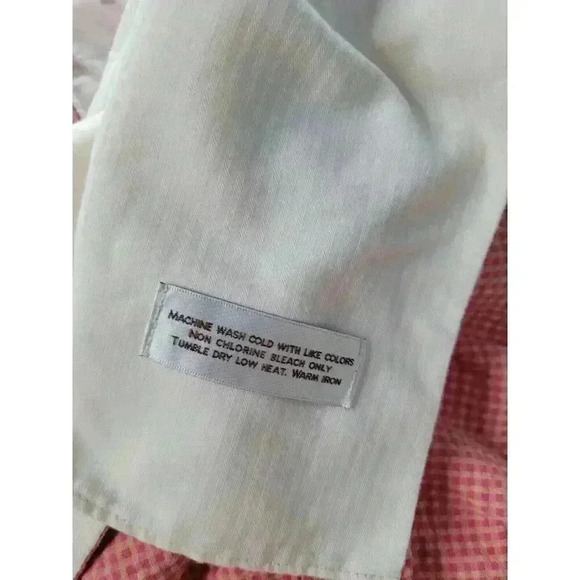 MACHINE WASH COLD WITH LIKE COLORS
NON CHLORINE BLEACH ONLY
TUMBLE DRY LOW HEAT. WARM IRON